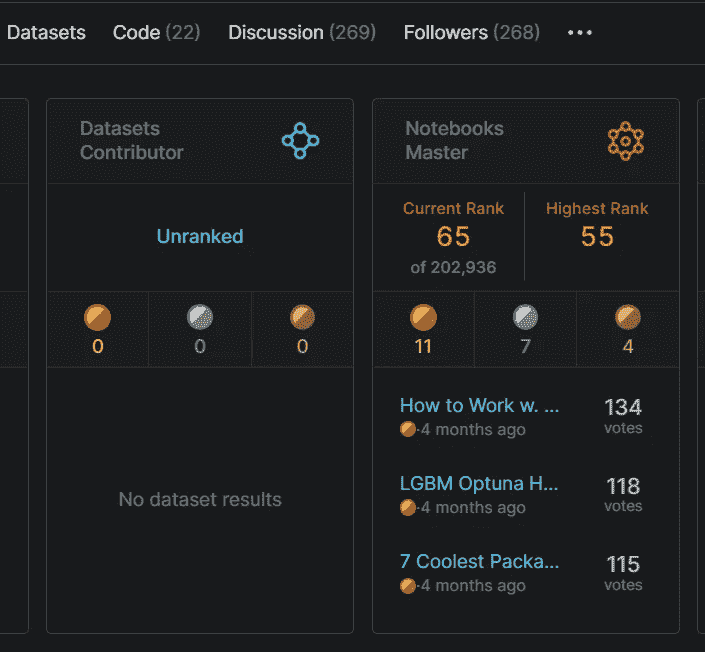 Datasets Code (22) Discussion (269) Followers (268) •••
Datasets
Contributor
Unranked
0 0 0
No dataset results
Notebooks
Master
Current Rank Highest Rank
65 55
of 202,936
11 7 4
How to Work w. ... 134
4 months ago votes
LGBM Optuna H... 118
4 months ago votes
7 Coolest Packa... 115
4 months ago votes